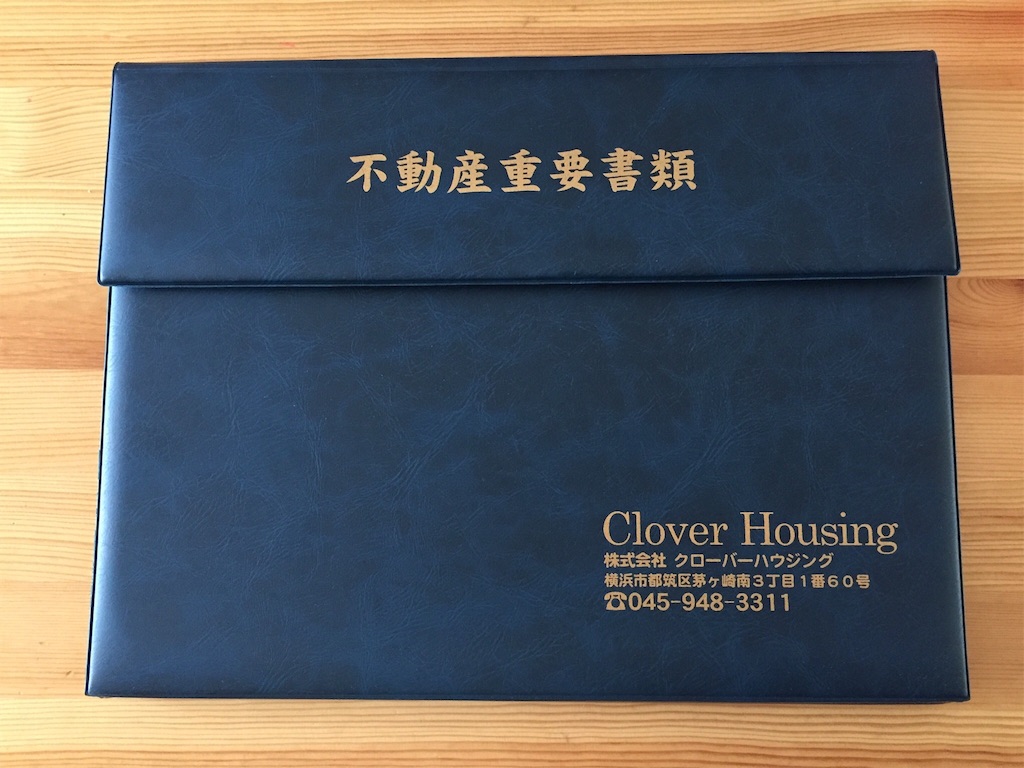 不動産重要書類
Clover Housing
株式会社 クローバーハウジング
横浜市都筑区茅ヶ崎南3丁目1番60号
☎045-948-3311